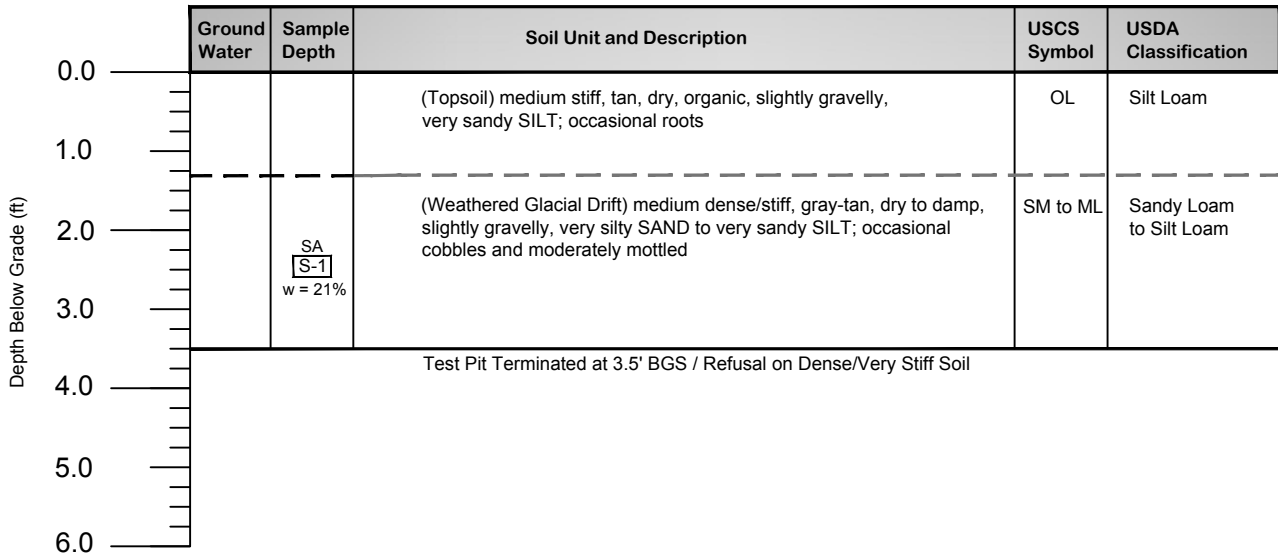 Ground Water
Sample Depth
Soil Unit and Description
USCS Symbol
USDA Classification
Depth Below Grade (ft)
0.0
(Topsoil) medium stiff, tan, dry, organic, slightly gravelly,
very sandy SILT; occasional roots
OL
Silt Loam
1.0
(Weathered Glacial Drift) medium dense/stiff, gray-tan, dry to damp,
slightly gravelly, very silty SAND to very sandy SILT; occasional
cobbles and moderately mottled
SM to ML
Sandy Loam
to Silt Loam
2.0
SA
S-1
w = 21%
3.0
Test Pit Terminated at 3.5' BGS / Refusal on Dense/Very Stiff Soil
4.0
5.0
6.0